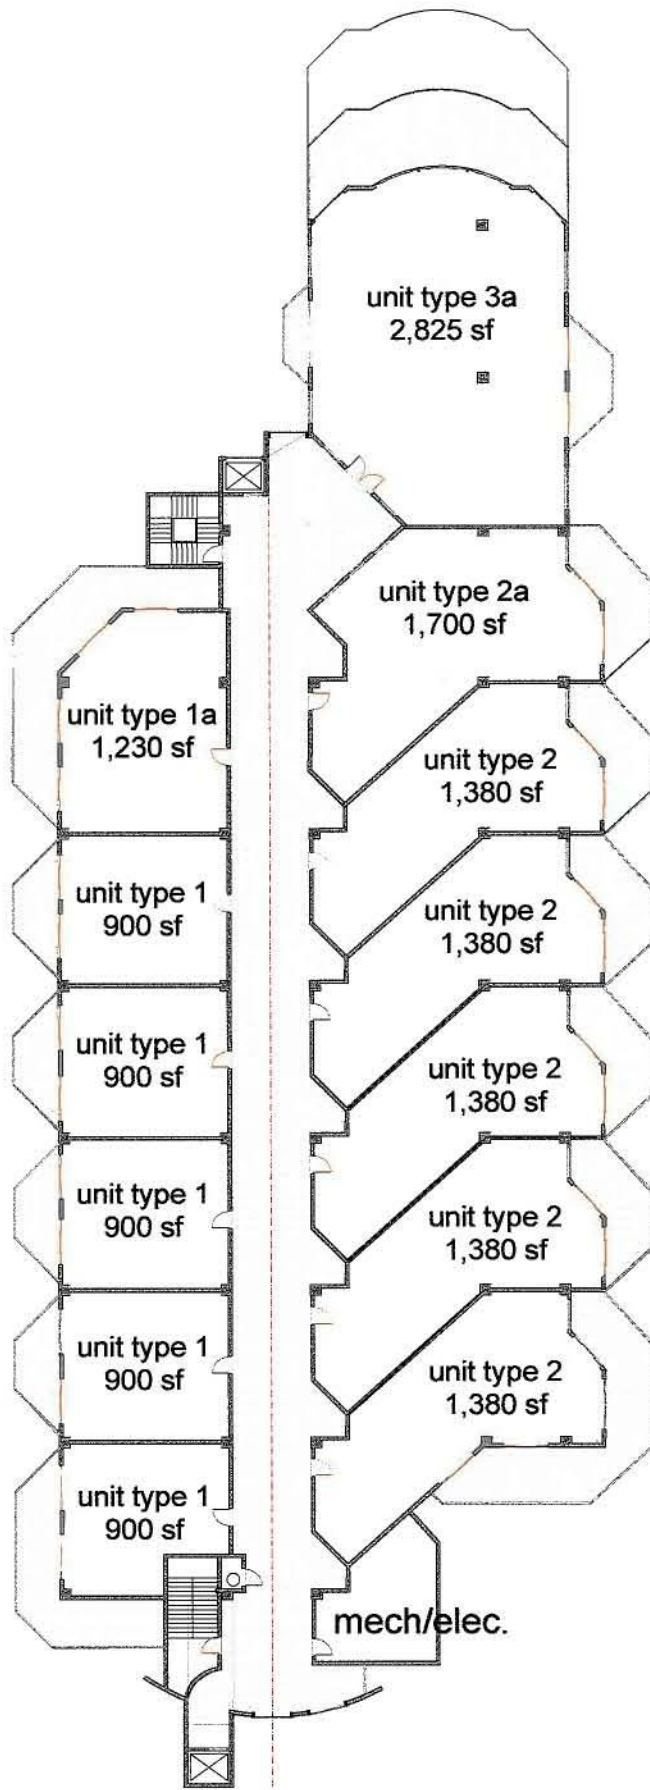 unit type 3a
2,825 sf
unit type 2a
1,700 sf
unit type 1a
1,230 sf
unit type 2
1,380 sf
unit type 1
900 sf
unit type 2
1,380 sf
unit type 1
900 sf
unit type 2
1,380 sf
unit type 1
900 sf
unit type 2
1,380 sf
unit type 1
900 sf
unit type 2
1,380 sf
unit type 1
900 sf
mech/elec.